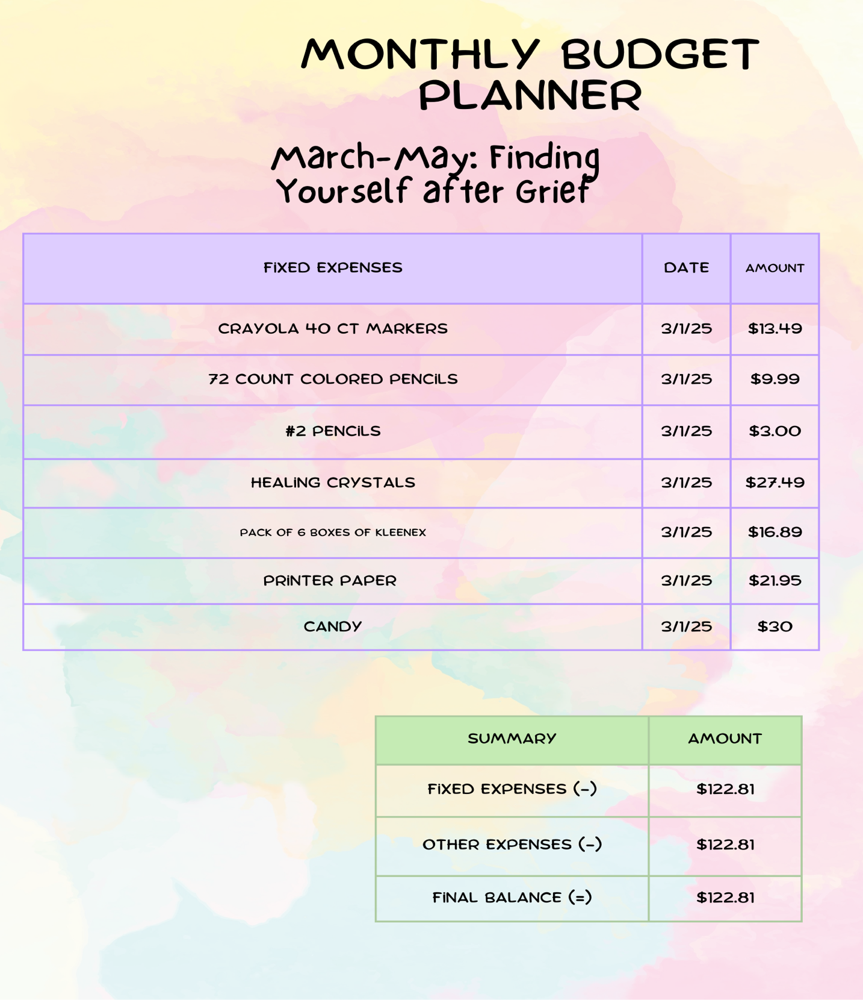 MONTHLY BUDGET
PLANNER
March-May: Finding
Yourself after Grief
FIXED EXPENSES DATE AMOUNT
CRAYOLA 40 CT MARKERS 3/1/25 $13.49
72 COUNT COLORED PENCILS 3/1/25 $9.99
#2 PENCILS 3/1/25 $3.00
HEALING CRYSTALS 3/1/25 $27.49
PACK OF 6 BOXES OF KLEENEX 3/1/25 $16.89
PRINTER PAPER 3/1/25 $21.95
CANDY 3/1/25 $30
SUMMARY AMOUNT
FIXED EXPENSES (-) $122.81
OTHER EXPENSES (-) $122.81
FINAL BALANCE (=) $122.81